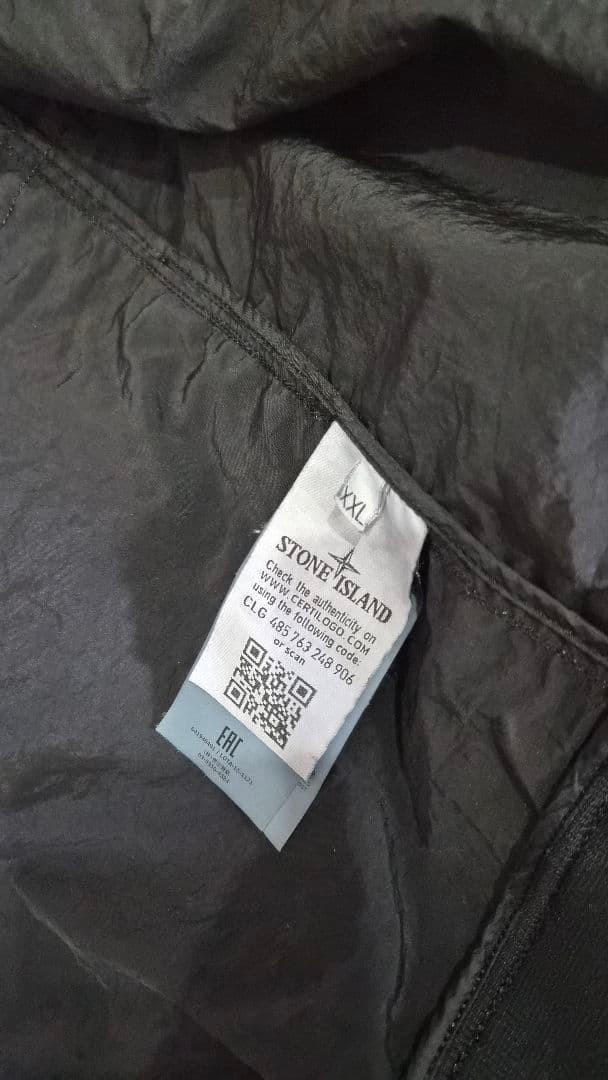 XXL
STONE ISLAND
Check the authenticity on
WWW.CERTILOGO.COM
using the following code:
CLG 485 763 248 906
or scan
EAC